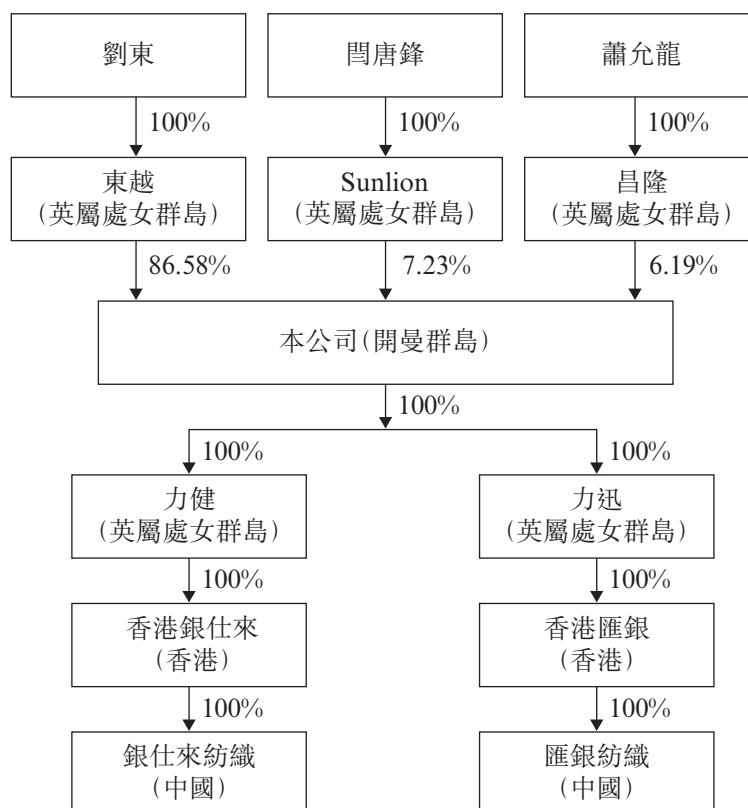 劉東
閆唐鋒
蕭允龍
100%
100%
100%
東越
(英屬處女群島)
Sunlion
(英屬處女群島)
昌隆
(英屬處女群島)
86.58%
7.23%
6.19%
本公司(開曼群島)
100%
100%
100%
力健
(英屬處女群島)
力迅
(英屬處女群島)
100%
100%
香港銀仕來
(香港)
香港匯銀
(香港)
100%
100%
銀仕來紡織
(中國)
匯銀紡織
(中國)